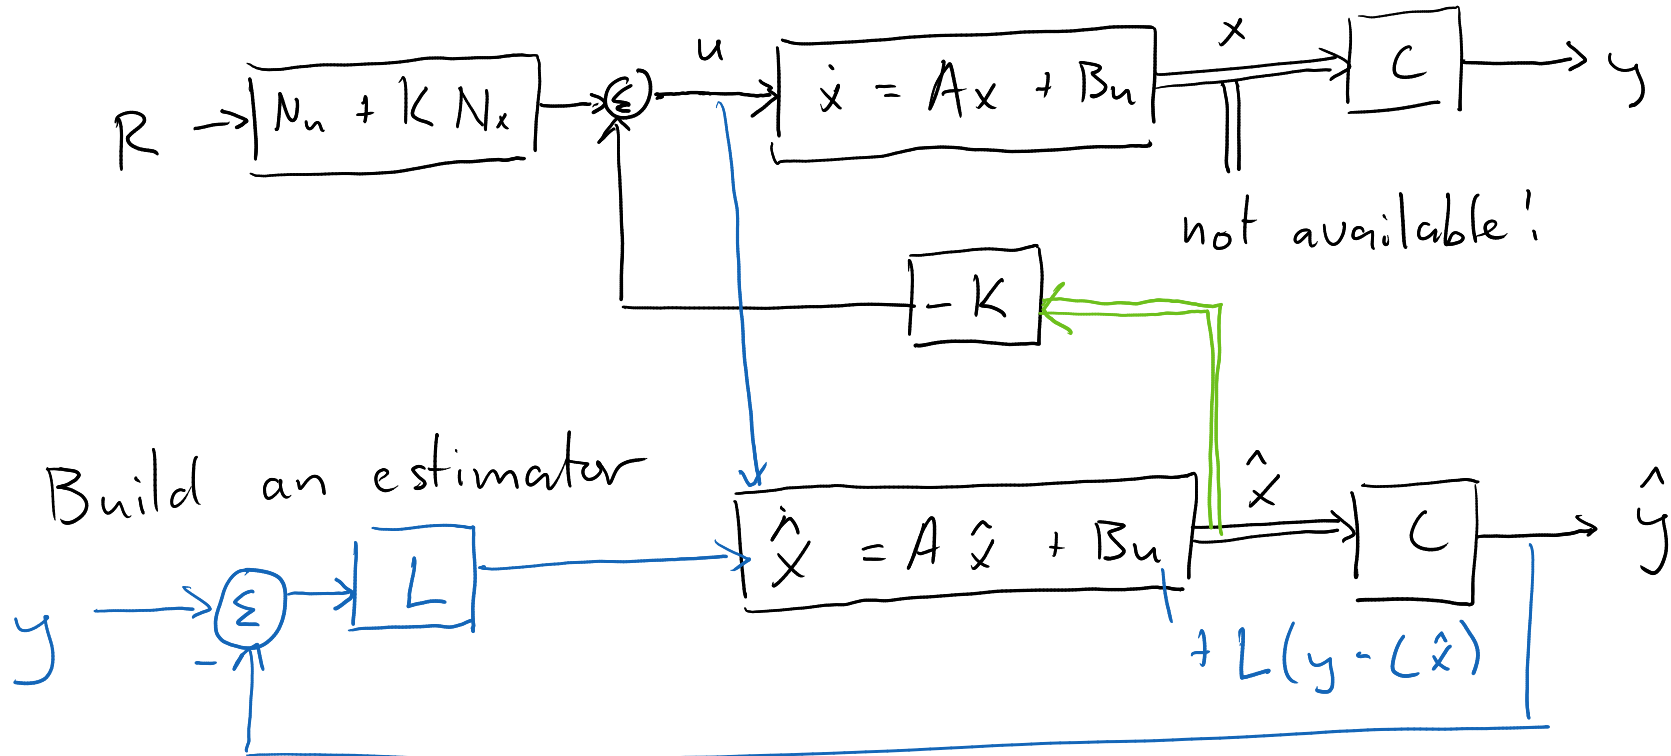 R → Nu + K Nx Σ u ẋ = Ax + Bu x C y
not available!
- K
Build an estimator
y Σ - L x̂̇ = A x̂ + Bu x̂ C ŷ
+ L(y - Cx̂)